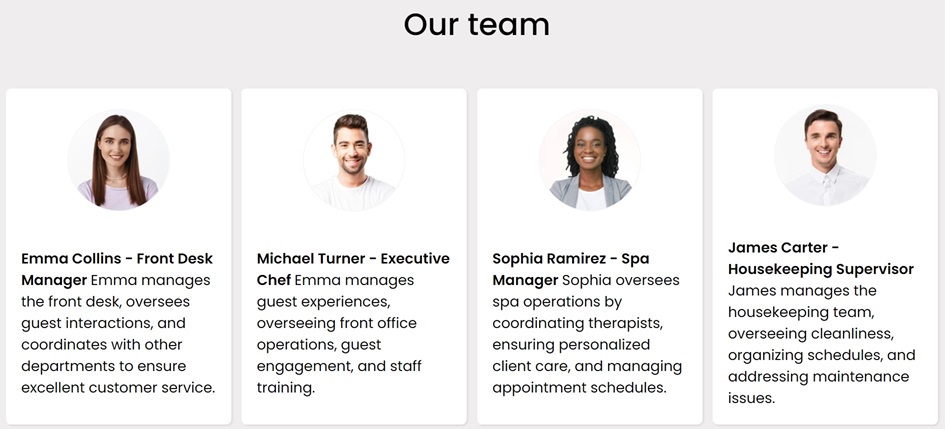 Our team
Emma Collins - Front Desk
Manager Emma manages
the front desk, oversees
guest interactions, and
coordinates with other
departments to ensure
excellent customer service.
Michael Turner - Executive
Chef Emma manages
guest experiences,
overseeing front office
operations, guest
engagement, and staff
training.
Sophia Ramirez - Spa
Manager Sophia oversees
spa operations by
coordinating therapists,
ensuring personalized
client care, and managing
appointment schedules.
James Carter -
Housekeeping Supervisor
James manages the
housekeeping team,
overseeing cleanliness,
organizing schedules, and
addressing maintenance
issues.